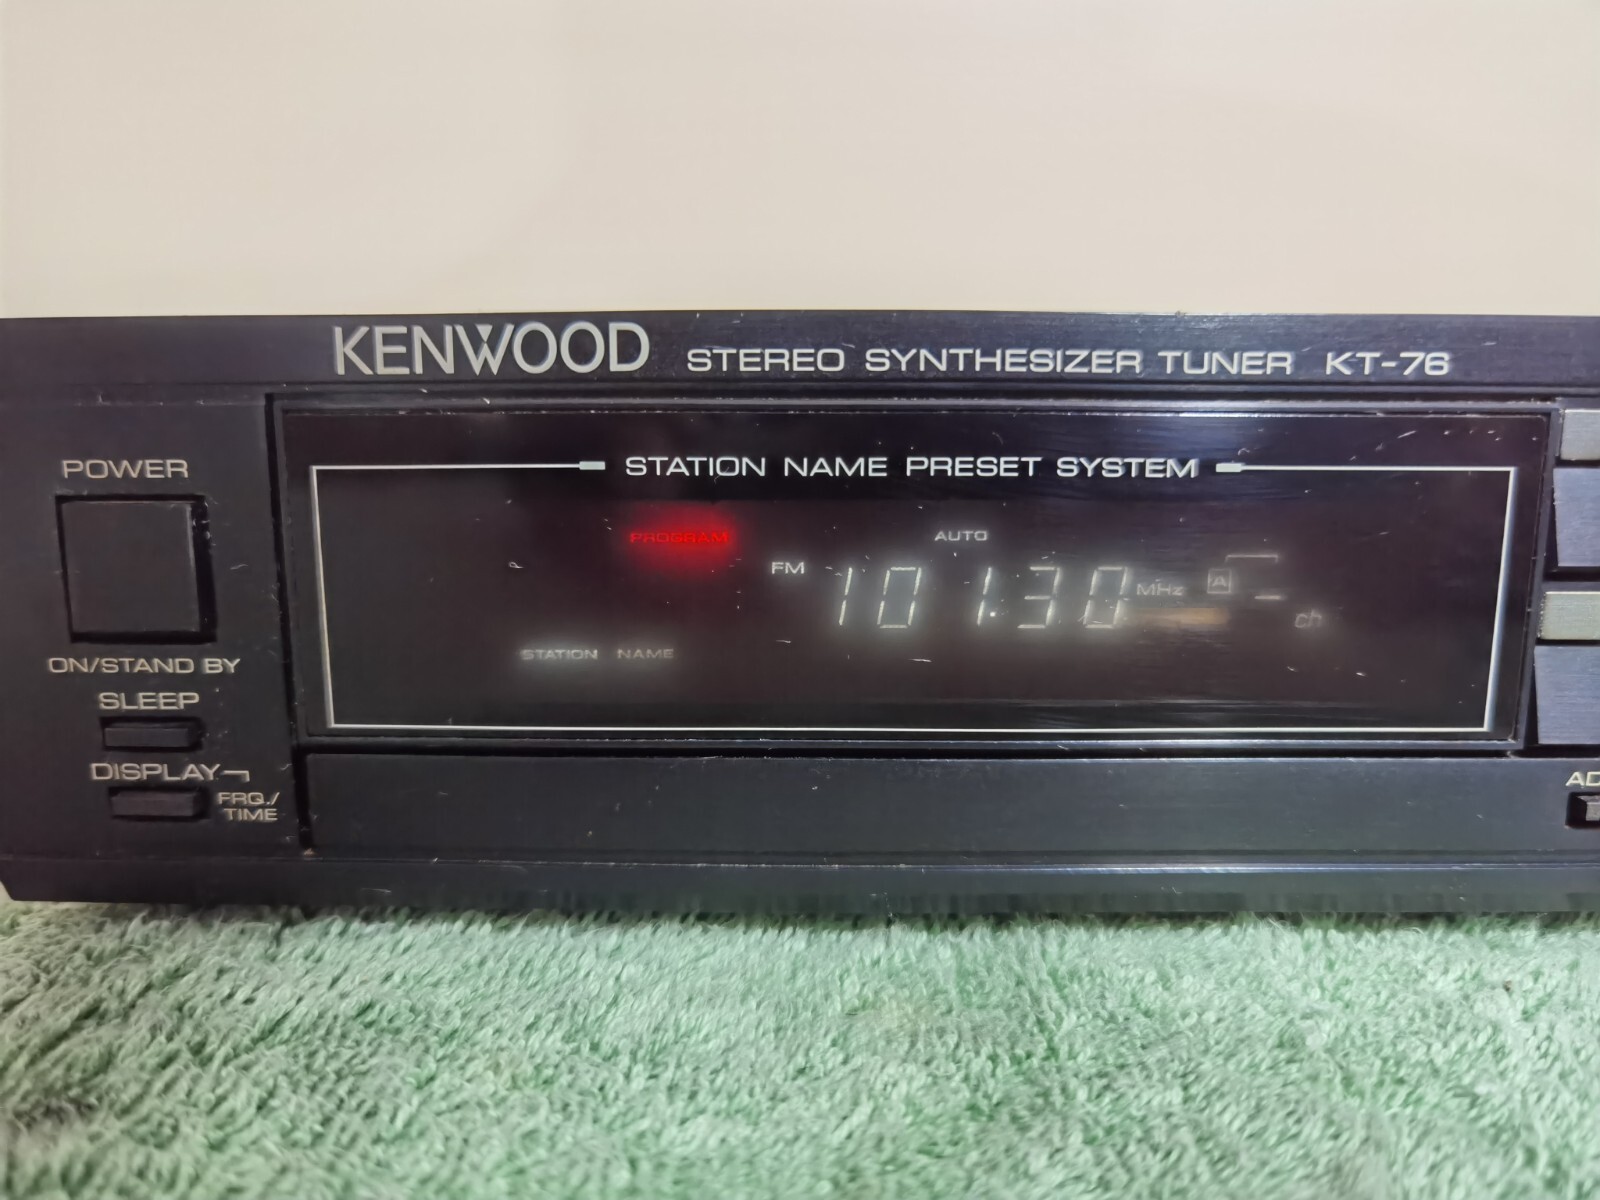 KENWOOD STEREO SYNTHESIZER TUNER KT-76
POWER
ON/STAND BY
SLEEP
DISPLAY
FRQ./
TIME
STATION NAME PRESET SYSTEM
PROGRAM
AUTO
FM 101.30 MHz A - ch
STATION NAME